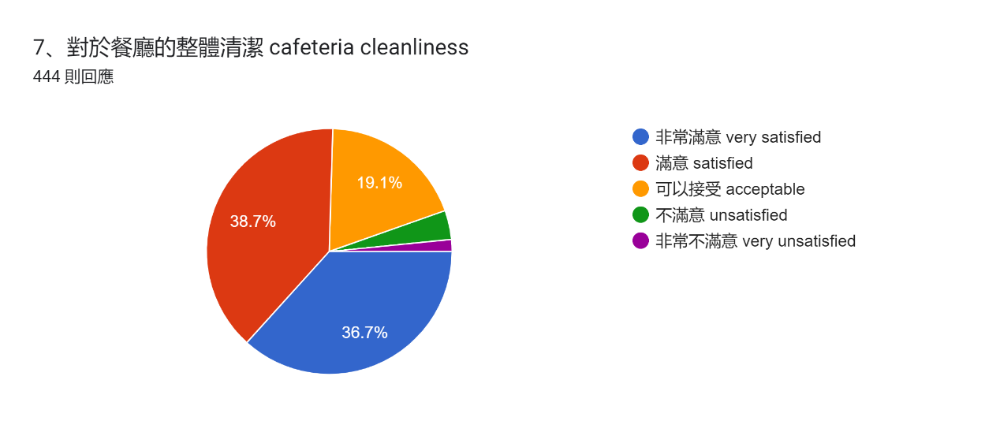 7、對於餐廳的整體清潔 cafeteria cleanliness
444 則回應
非常滿意 very satisfied
滿意 satisfied
可以接受 acceptable
不滿意 unsatisfied
非常不滿意 very unsatisfied
19.1%
38.7%
36.7%